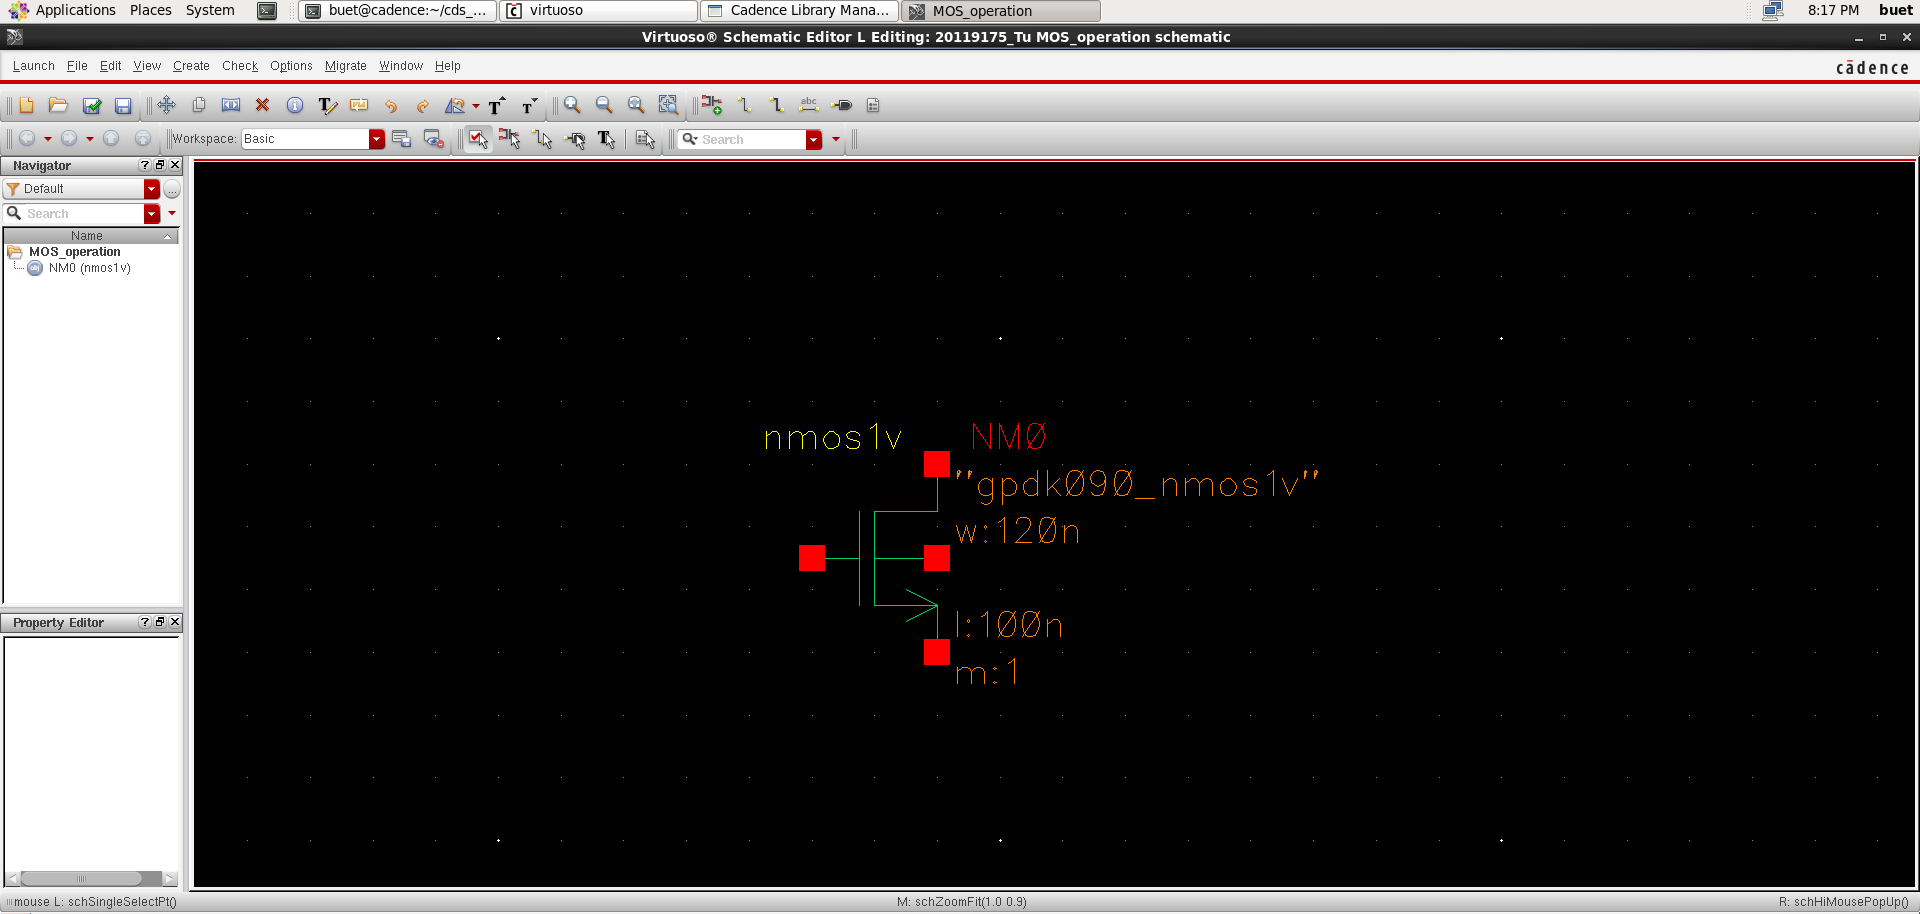 Applications Places System buet@cadence:~/cds_... virtuoso Cadence Library Mana... MOS_operation 8:17 PM buet
Virtuoso® Schematic Editor L Editing: 20119175_Tu MOS_operation schematic
Launch File Edit View Create Check Options Migrate Window Help cādence
abc
Workspace: Basic Search
Navigator
Default
Search
Name
MOS_operation
NM0 (nmos1v)
nmos1v NM0
"gpdk090_nmos1v"
w:120n
l:100n
m:1
Property Editor
mouse L: schSingleSelectPt() M: schZoomFit(1.0 0.9) R: schHiMousePopUp()